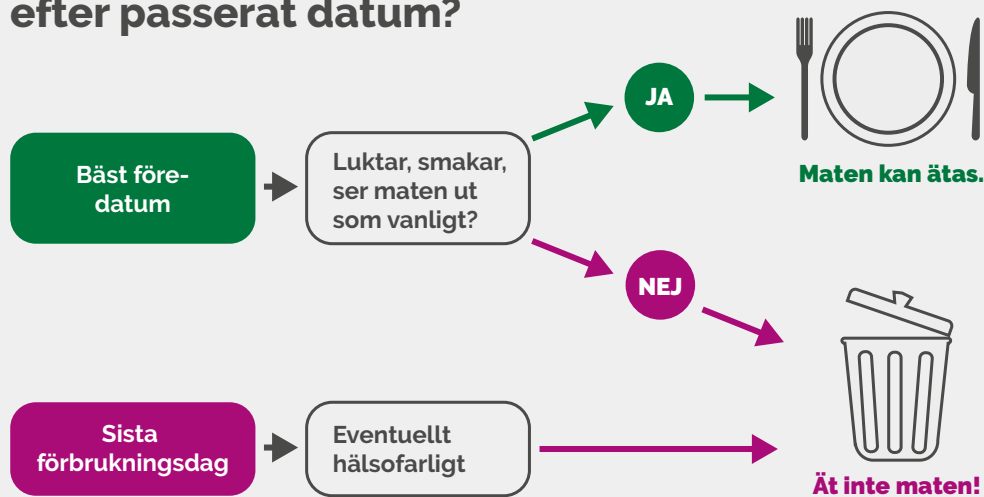 efter passerat datum?
JA
Maten kan ätas.
Bäst före-
datum
Luktar, smakar,
ser maten ut
som vanligt?
NEJ
Sista
förbrukningsdag
Eventuellt
hälsofarligt
Ät inte maten!